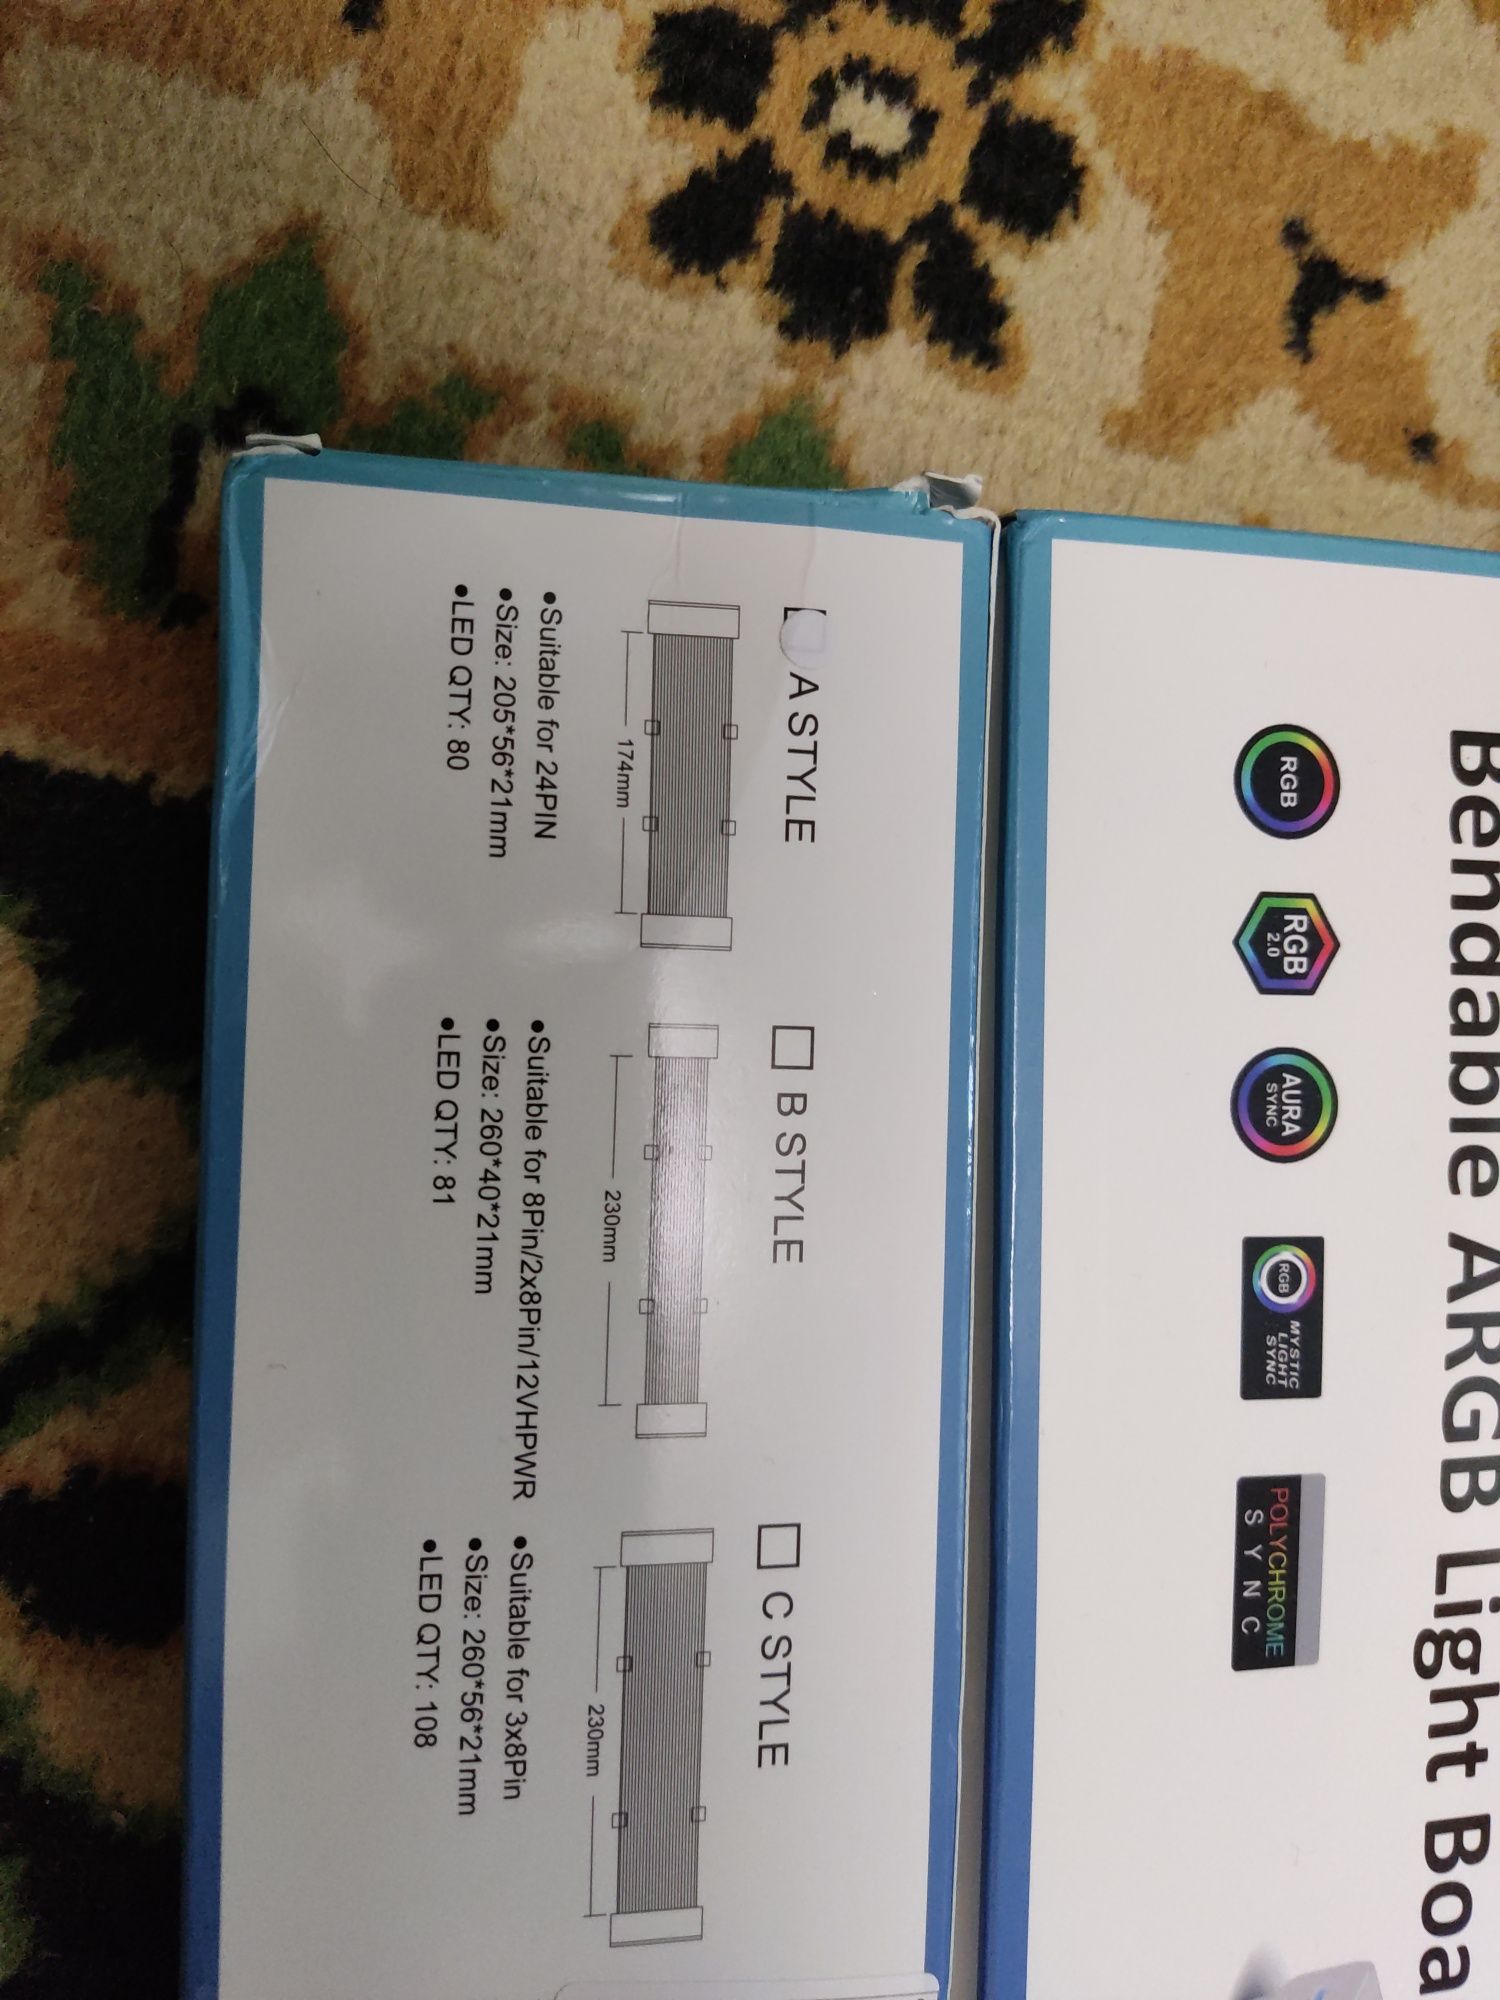 Bendable ARGB Light Boa
RGB
RGB
2.0
AURA
SYNC
RGB
MYSTIC
LIGHT
SYNC
POLYCHROME
SYNC
A STYLE
174mm
•Suitable for 24PIN
•Size: 205*56*21mm
•LED QTY: 80
B STYLE
230mm
•Suitable for 8Pin/2x8Pin/12VHPWR
•Size: 260*40*21mm
•LED QTY: 81
C STYLE
230mm
•Suitable for 3x8Pin
•Size: 260*56*21mm
•LED QTY: 108